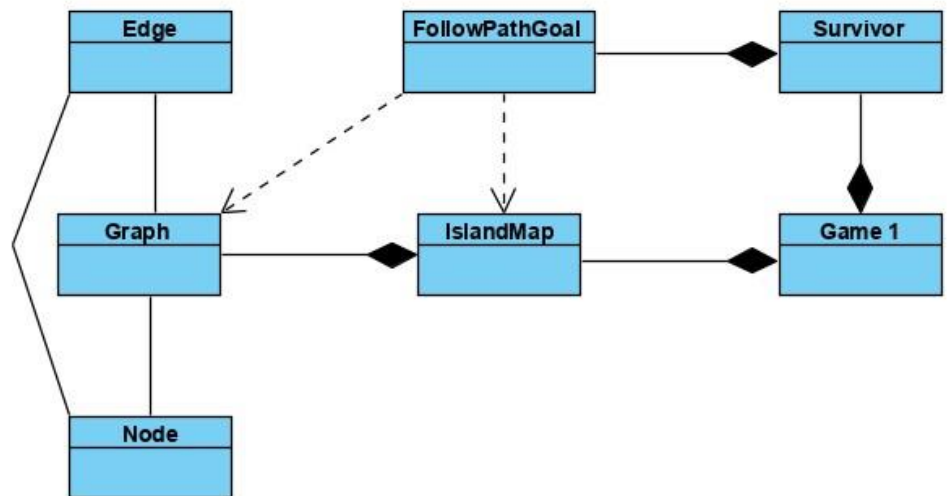 Edge
FollowPathGoal
Survivor
Graph
IslandMap
Game 1
Node